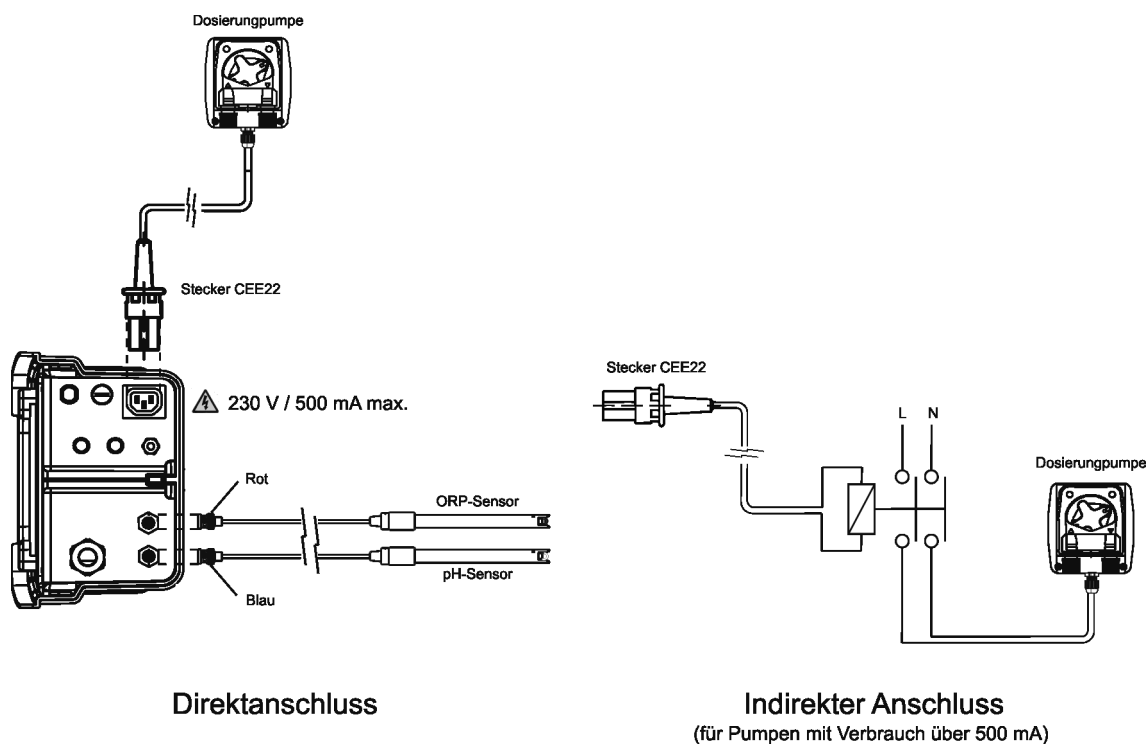 Dosierungpumpe
Stecker CEE22
230 V / 500 mA max.
Rot
ORP-Sensor
pH-Sensor
Blau
Direktanschluss
Stecker CEE22
L N
Dosierungpumpe
Indirekter Anschluss
(für Pumpen mit Verbrauch über 500 mA)